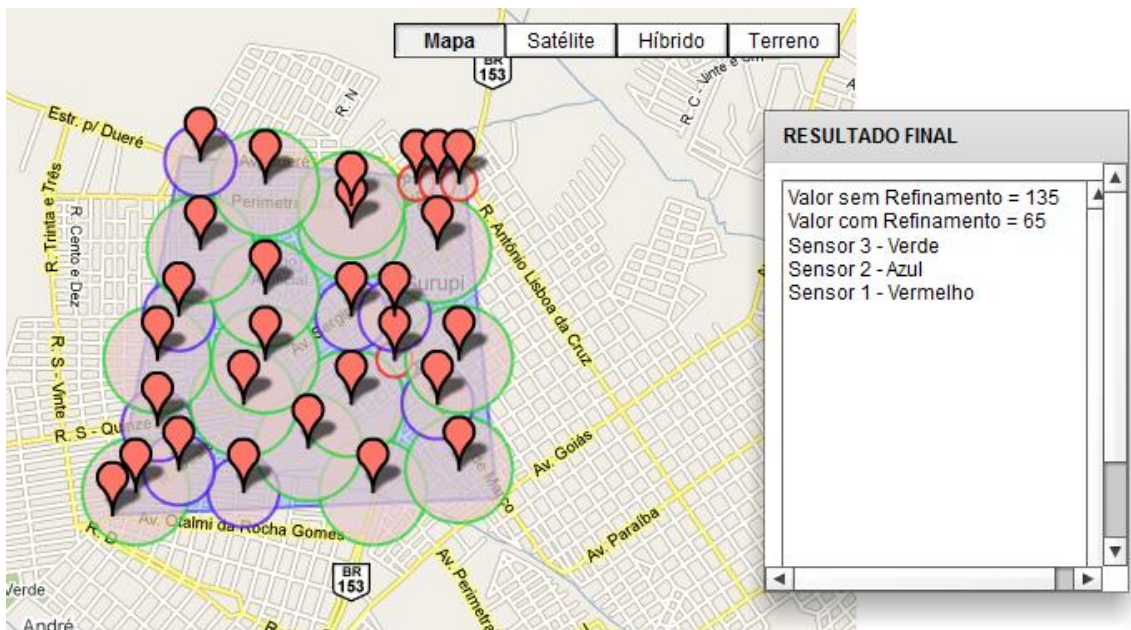 Mapa
Satélite
Híbrido
Terreno
BR
153
R. N
R. C - Vinte e
Estr. p/ Dueré
R. Trinta e Três
R. Cento e Dez
Perimetra
urupi
R. Antônio Lisboa da Cruz
R. S - Vinte
R. S - Quinze
Av. Goiás
Av. Otalmi da Rocha Gomes
Av. Paraíba
R. D
BR
153
Av. Perimetra
Verde
André
RESULTADO FINAL
Valor sem Refinamento = 135
Valor com Refinamento = 65
Sensor 3 - Verde
Sensor 2 - Azul
Sensor 1 - Vermelho